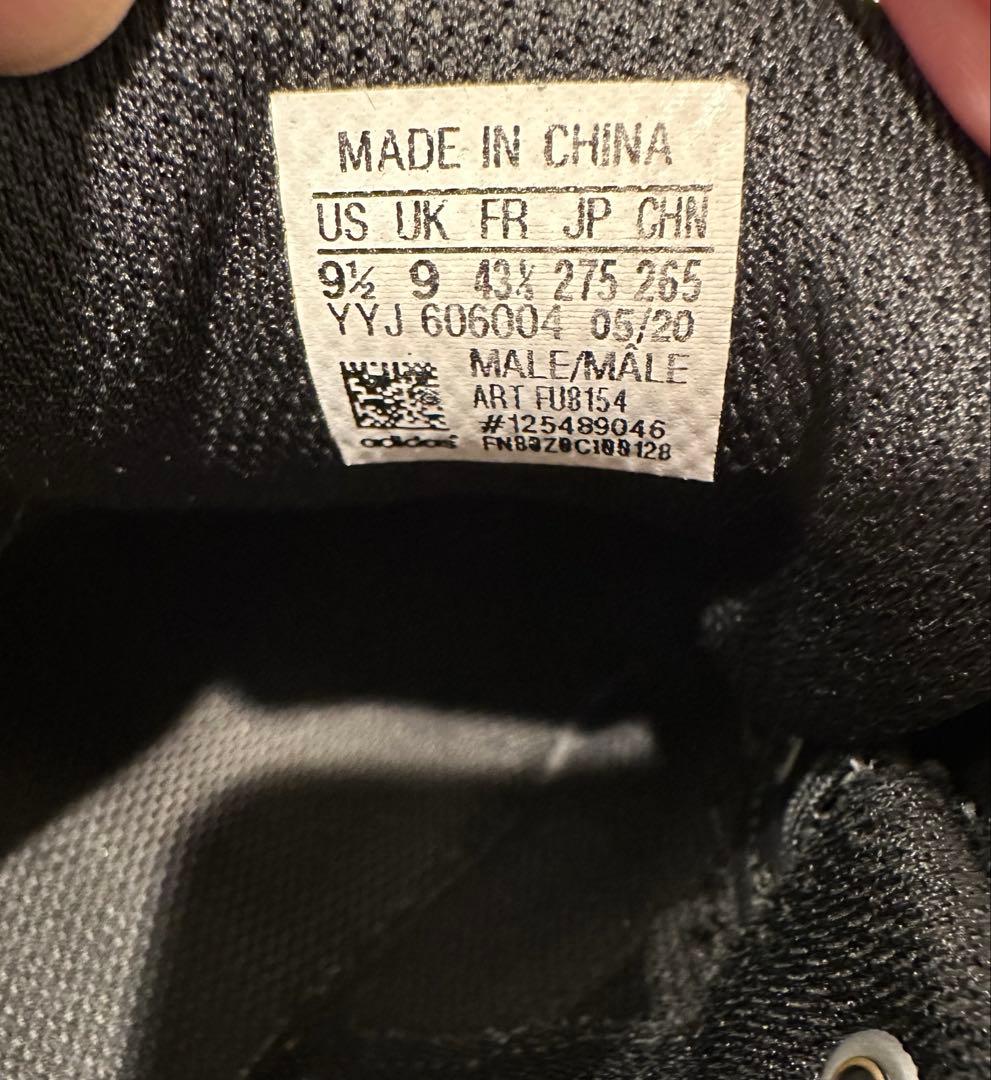 MADE IN CHINA
US UK FR JP CHN
9½ 9 43⅓ 275 265
YYJ 606004 05/20
MALE/MÂLE
ART FU8154
#125489046
adidas